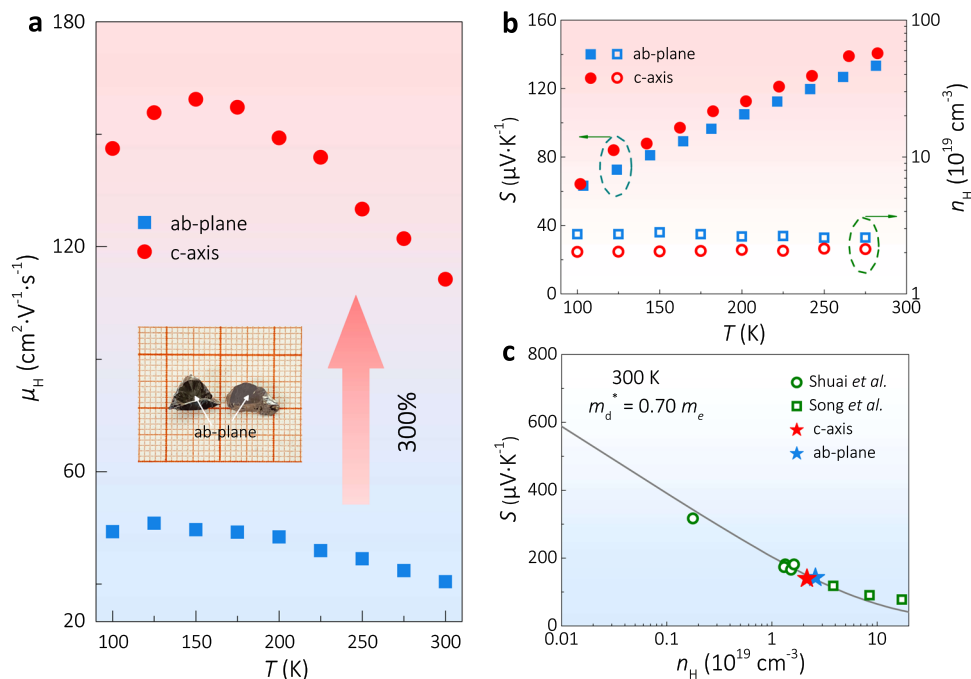 a
180
120
60
20
μH (cm²·V⁻¹·s⁻¹)
ab-plane
c-axis
ab-plane
300%
100 150 200 250 300
T (K)
b
160
120
80
40
0
S (μV·K⁻¹)
ab-plane
c-axis
100
10
1
nH (10¹⁹ cm⁻³)
100 150 200 250 300
T (K)
c
800
600
400
200
0
S (μV·K⁻¹)
300 K
md* = 0.70 me
Shuai et al.
Song et al.
c-axis
ab-plane
0.01 0.1 1 10
nH (10¹⁹ cm⁻³)